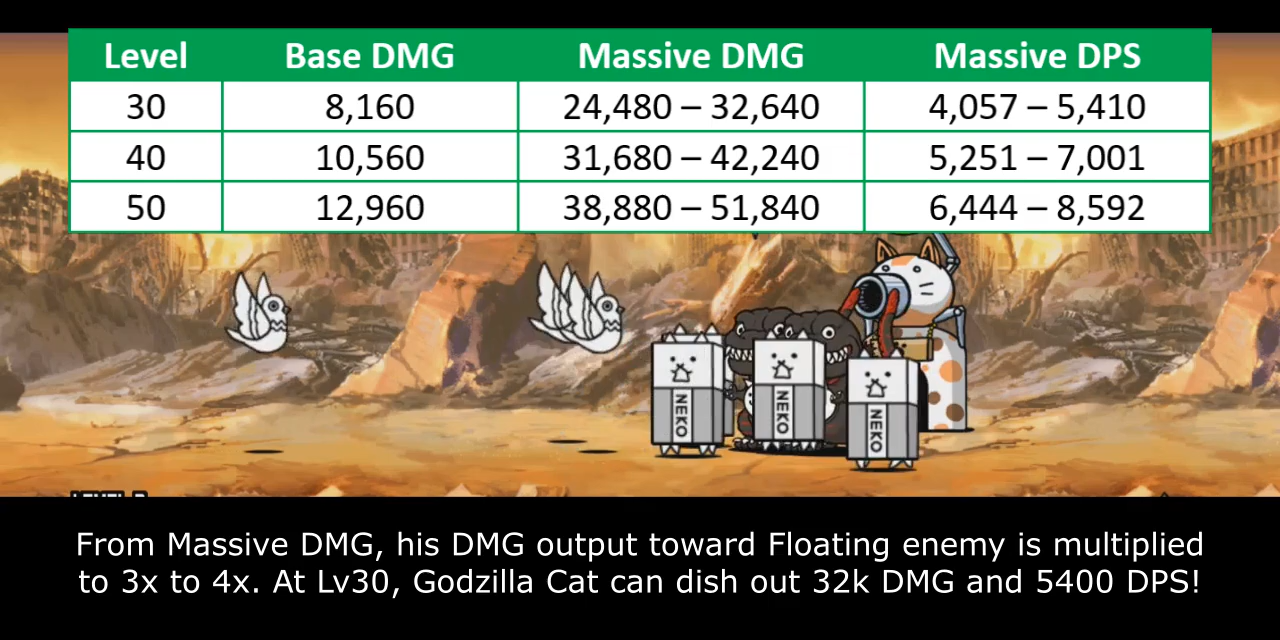 Level Base DMG Massive DMG Massive DPS
30 8,160 24,480 – 32,640 4,057 – 5,410
40 10,560 31,680 – 42,240 5,251 – 7,001
50 12,960 38,880 – 51,840 6,444 – 8,592
NEKO
NEKO
NEKO
From Massive DMG, his DMG output toward Floating enemy is multiplied
to 3x to 4x. At Lv30, Godzilla Cat can dish out 32k DMG and 5400 DPS!